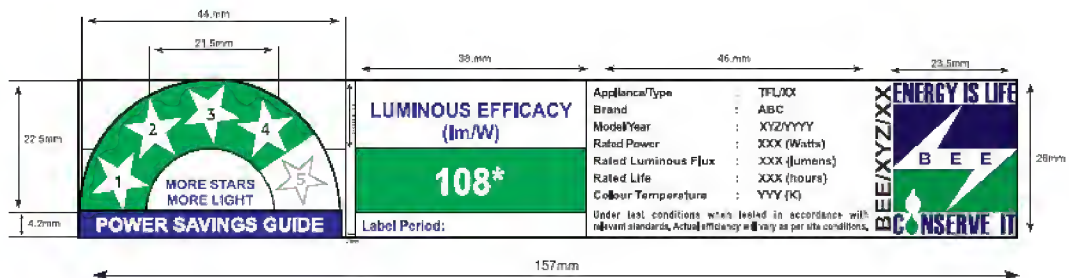 44.mm
21.5mm
38.mm
46.mm
23.5mm
22.5mm
4.2mm
26mm
157mm
1
2
3
4
5
MORE STARS
MORE LIGHT
POWER SAVINGS GUIDE
LUMINOUS EFFICACY
(lm/W)
108*
Label Period:
Appliance/Type : TFL/XX
Brand : ABC
Model/Year : XYZ/YYYY
Rated Power : XXX (Watts)
Rated Luminous Flux : XXX (lumens)
Rated Life : XXX (hours)
Colour Temperature : YYY (K)
Under test conditions when tested in accordance with
relevant standards. Actual efficiency will vary as per site conditions.
BEE/XYZ/XX
ENERGY IS LIFE
BEE
CONSERVE IT